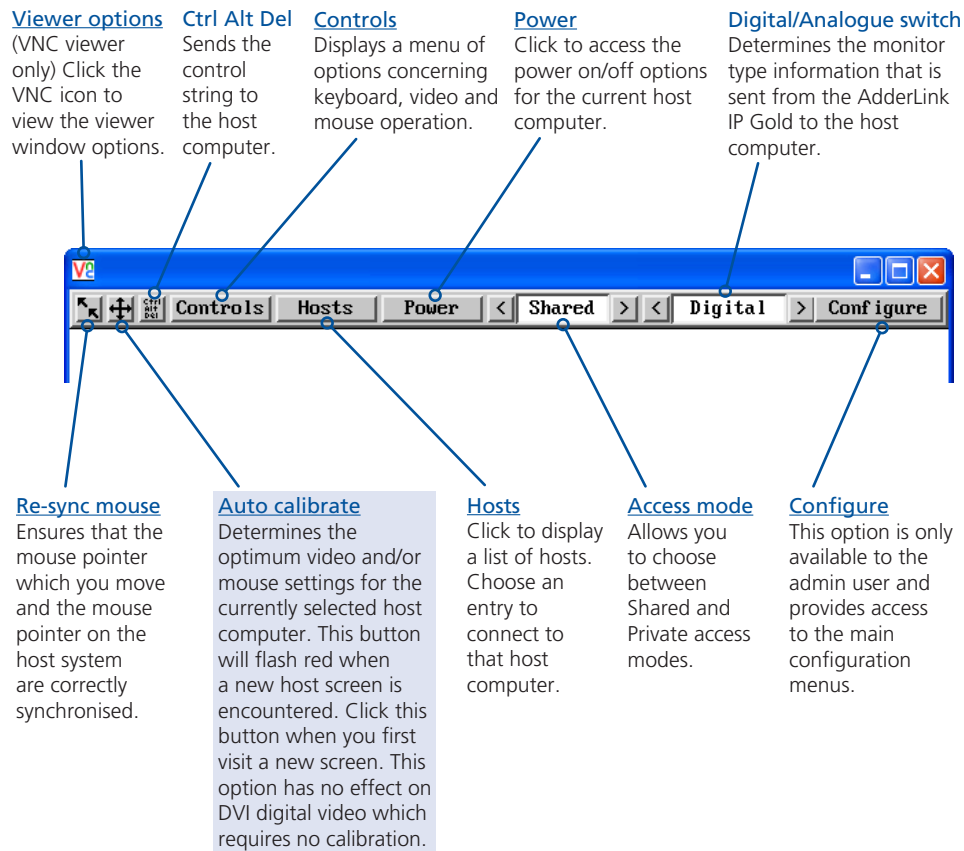 Viewer options
(VNC viewer
only) Click the
VNC icon to
view the viewer
window options.
Ctrl Alt Del
Sends the
control
string to
the host
computer.
Controls
Displays a menu of
options concerning
keyboard, video and
mouse operation.
Power
Click to access the
power on/off options
for the current host
computer.
Digital/Analogue switch
Determines the monitor
type information that is
sent from the AdderLink
IP Gold to the host
computer.
Ctrl
Alt
Del
Controls
Hosts
Power
<
Shared
>
<
Digital
>
Configure
Re-sync mouse
Ensures that the
mouse pointer
which you move
and the mouse
pointer on the
host system
are correctly
synchronised.
Auto calibrate
Determines the
optimum video and/or
mouse settings for the
currently selected host
computer. This button
will flash red when
a new host screen is
encountered. Click this
button when you first
visit a new screen. This
option has no effect on
DVI digital video which
requires no calibration.
Hosts
Click to display
a list of hosts.
Choose an
entry to
connect to
that host
computer.
Access mode
Allows you
to choose
between
Shared and
Private access
modes.
Configure
This option is only
available to the
admin user and
provides access
to the main
configuration
menus.